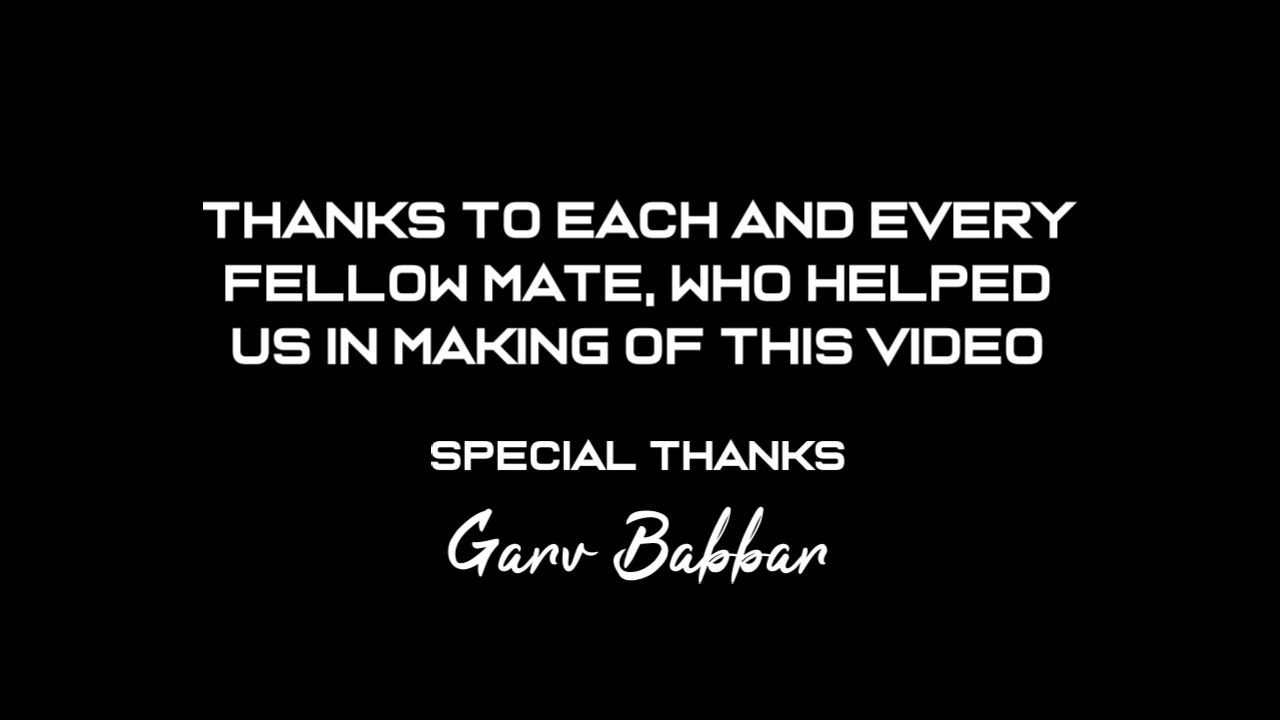 THANKS TO EACH AND EVERY
FELLOW MATE, WHO HELPED
US IN MAKING OF THIS VIDEO
SPECIAL THANKS
Garv Babbar